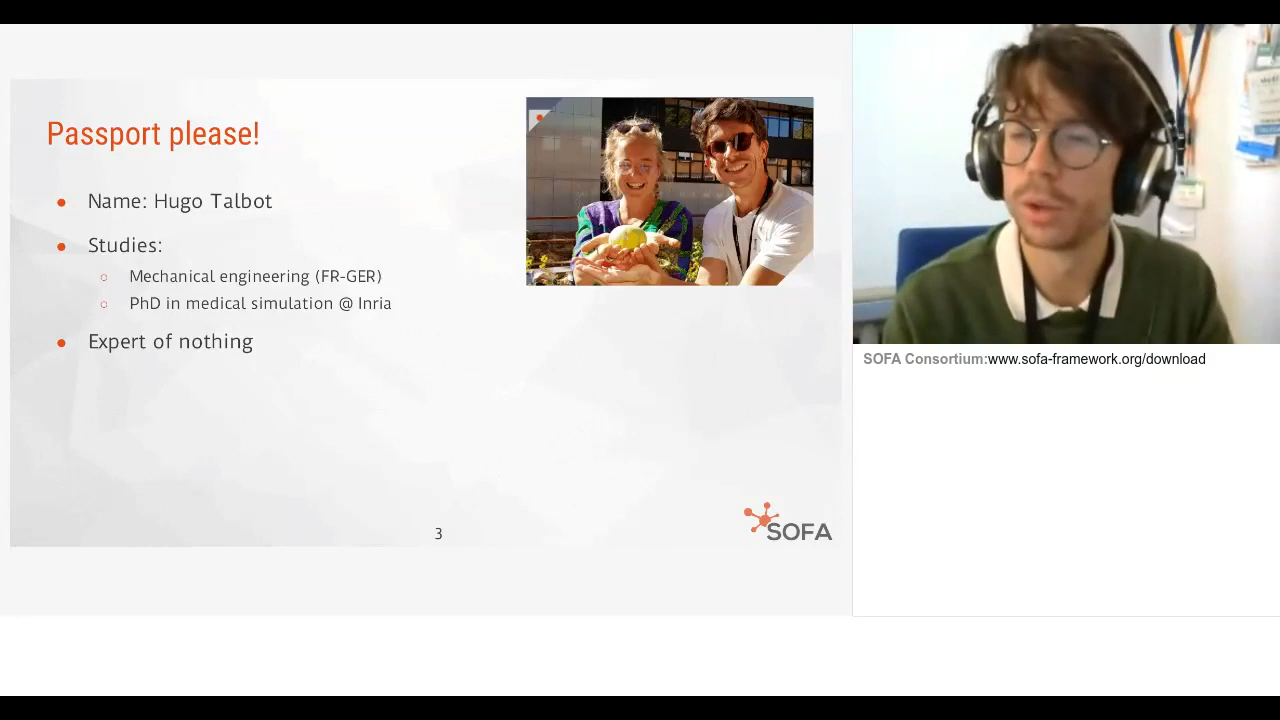 Passport please!
Name: Hugo Talbot
Studies:
Mechanical engineering (FR-GER)
PhD in medical simulation @ Inria
Expert of nothing
3
SOFA
SOFA Consortium:www.sofa-framework.org/download